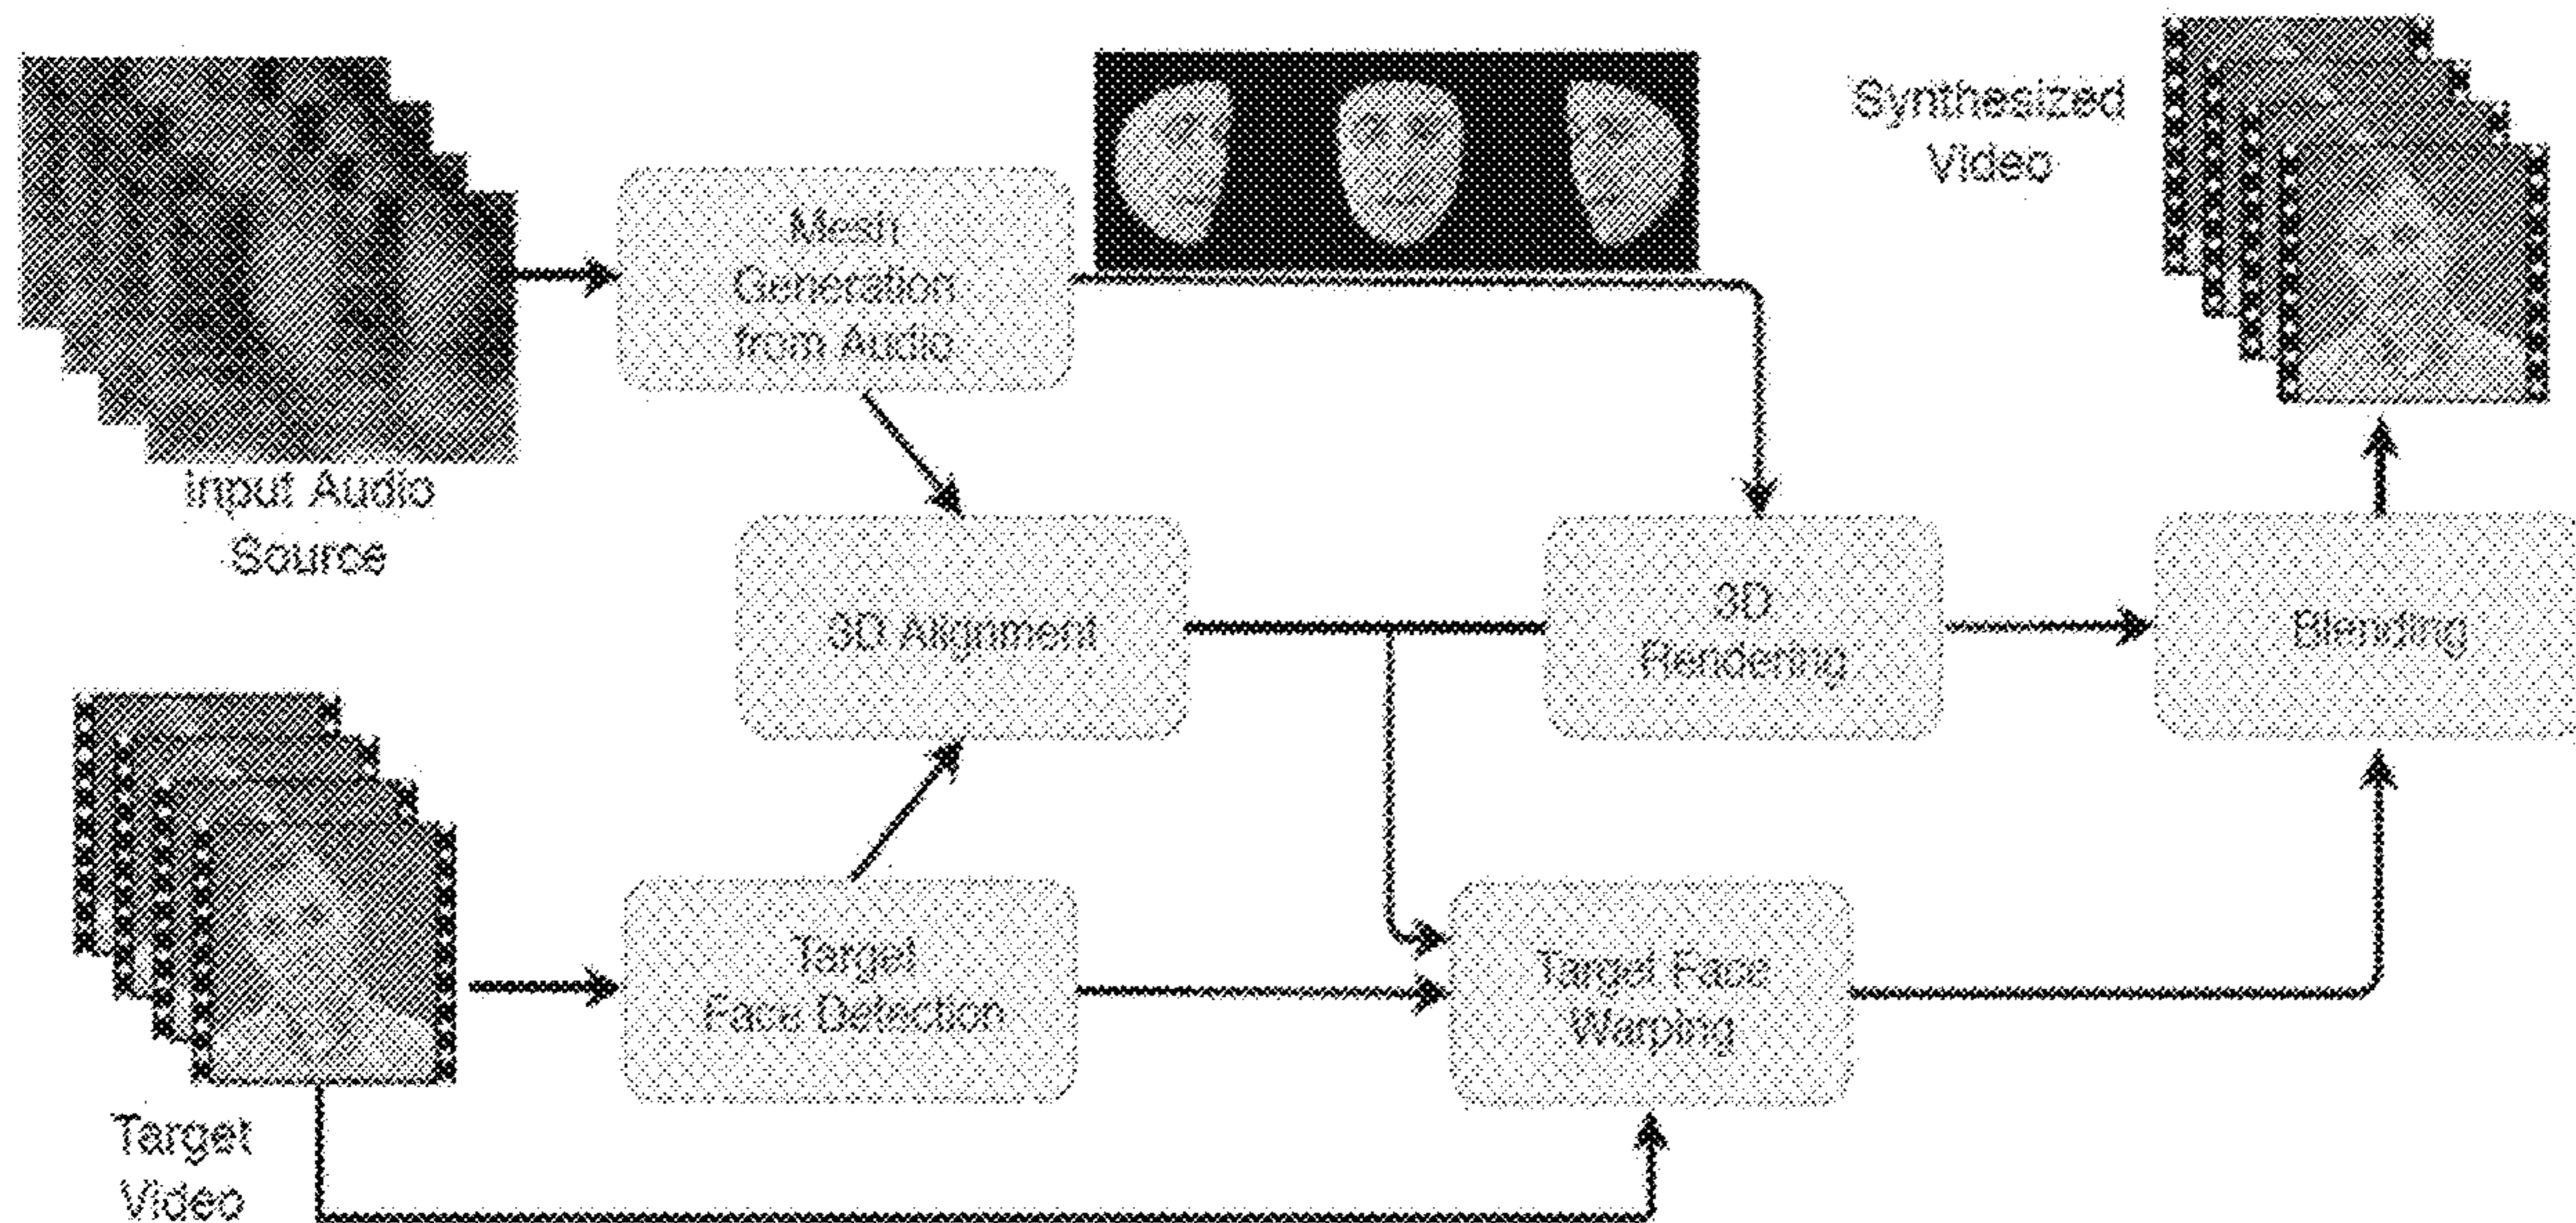 Synthesized
Video
Mesh
Generation
from Audio
Input Audio
Source
3D Alignment
3D
Rendering
Blending
Target
Face Detection
Target Face
Warping
Target
Video